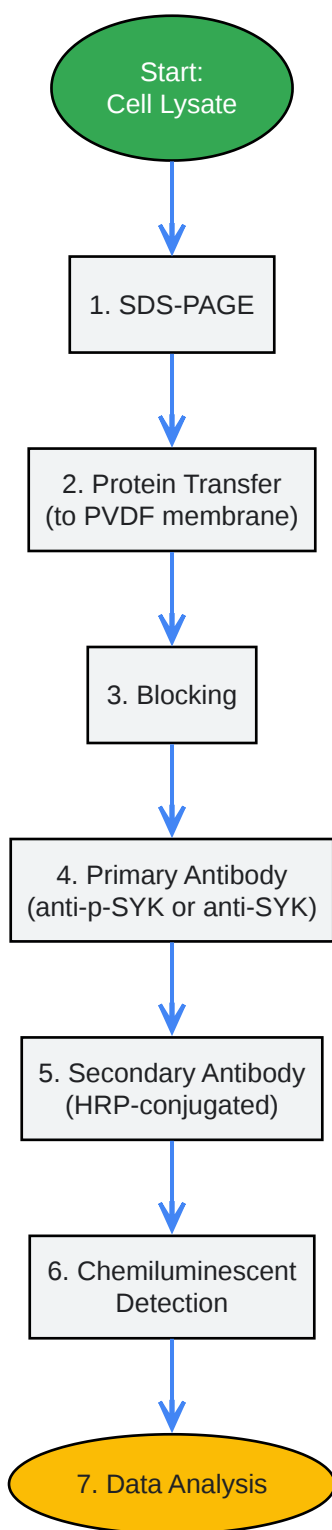 Start:
Cell Lysate
1. SDS-PAGE
2. Protein Transfer
(to PVDF membrane)
3. Blocking
4. Primary Antibody
(anti-p-SYK or anti-SYK)
5. Secondary Antibody
(HRP-conjugated)
6. Chemiluminescent
Detection
7. Data Analysis